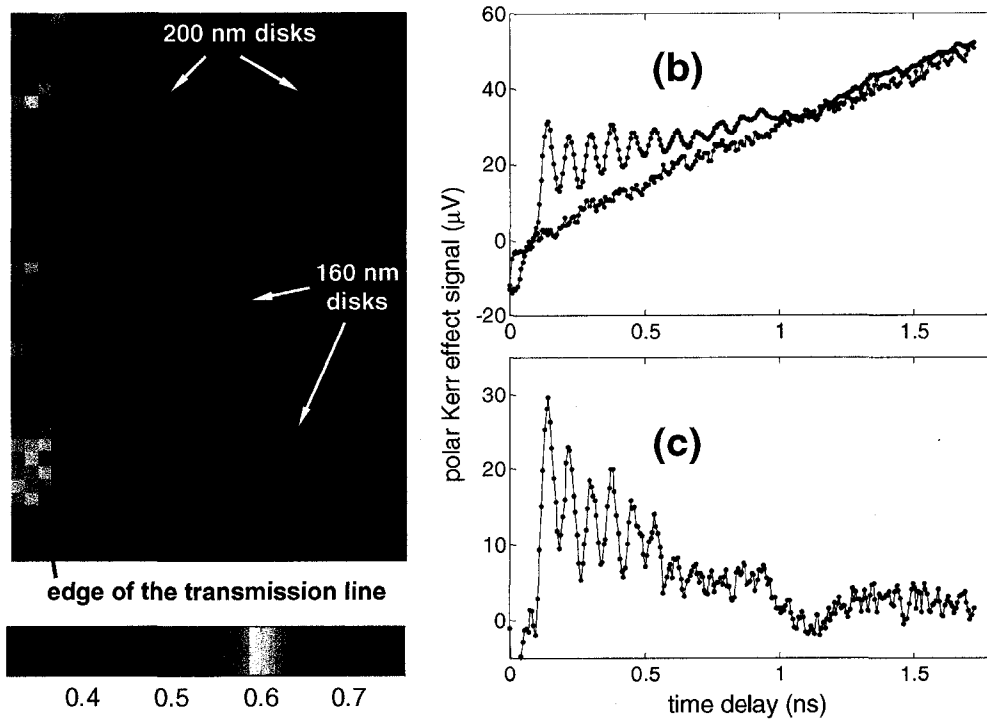 200 nm disks
160 nm
disks
edge of the transmission line
0.4 0.5 0.6 0.7
polar Kerr effect signal (μV)
(b)
60
40
20
0
-20
0 0.5 1 1.5
(c)
30
20
10
0
0 0.5 1 1.5
time delay (ns)